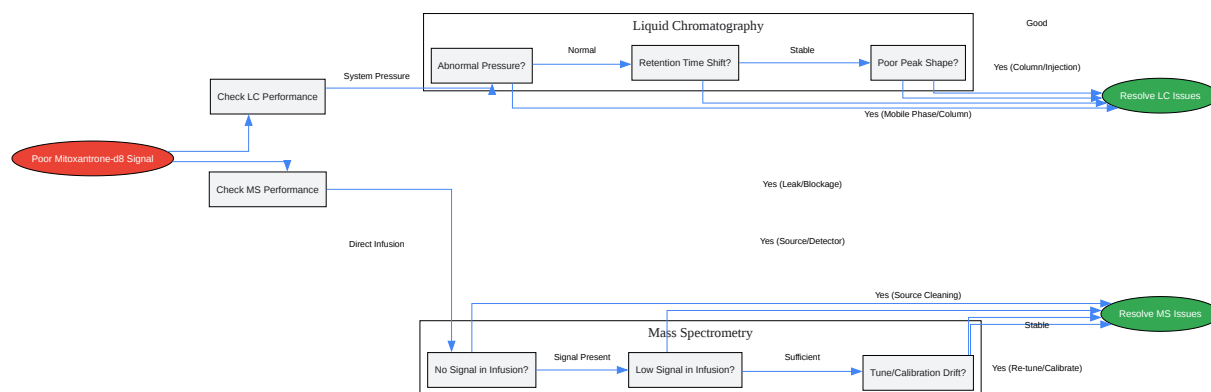 Liquid Chromatography
Good
Abnormal Pressure?
Normal
Retention Time Shift?
Stable
Poor Peak Shape?
Yes (Column/Injection)
System Pressure
Check LC Performance
Resolve LC Issues
Yes (Mobile Phase/Column)
Poor Mitoxantrone-d8 Signal
Check MS Performance
Yes (Leak/Blockage)
Direct Infusion
Yes (Source/Detector)
Yes (Source Cleaning)
Resolve MS Issues
Mass Spectrometry
Stable
No Signal in Infusion?
Signal Present
Low Signal in Infusion?
Sufficient
Tune/Calibration Drift?
Yes (Re-tune/Calibrate)